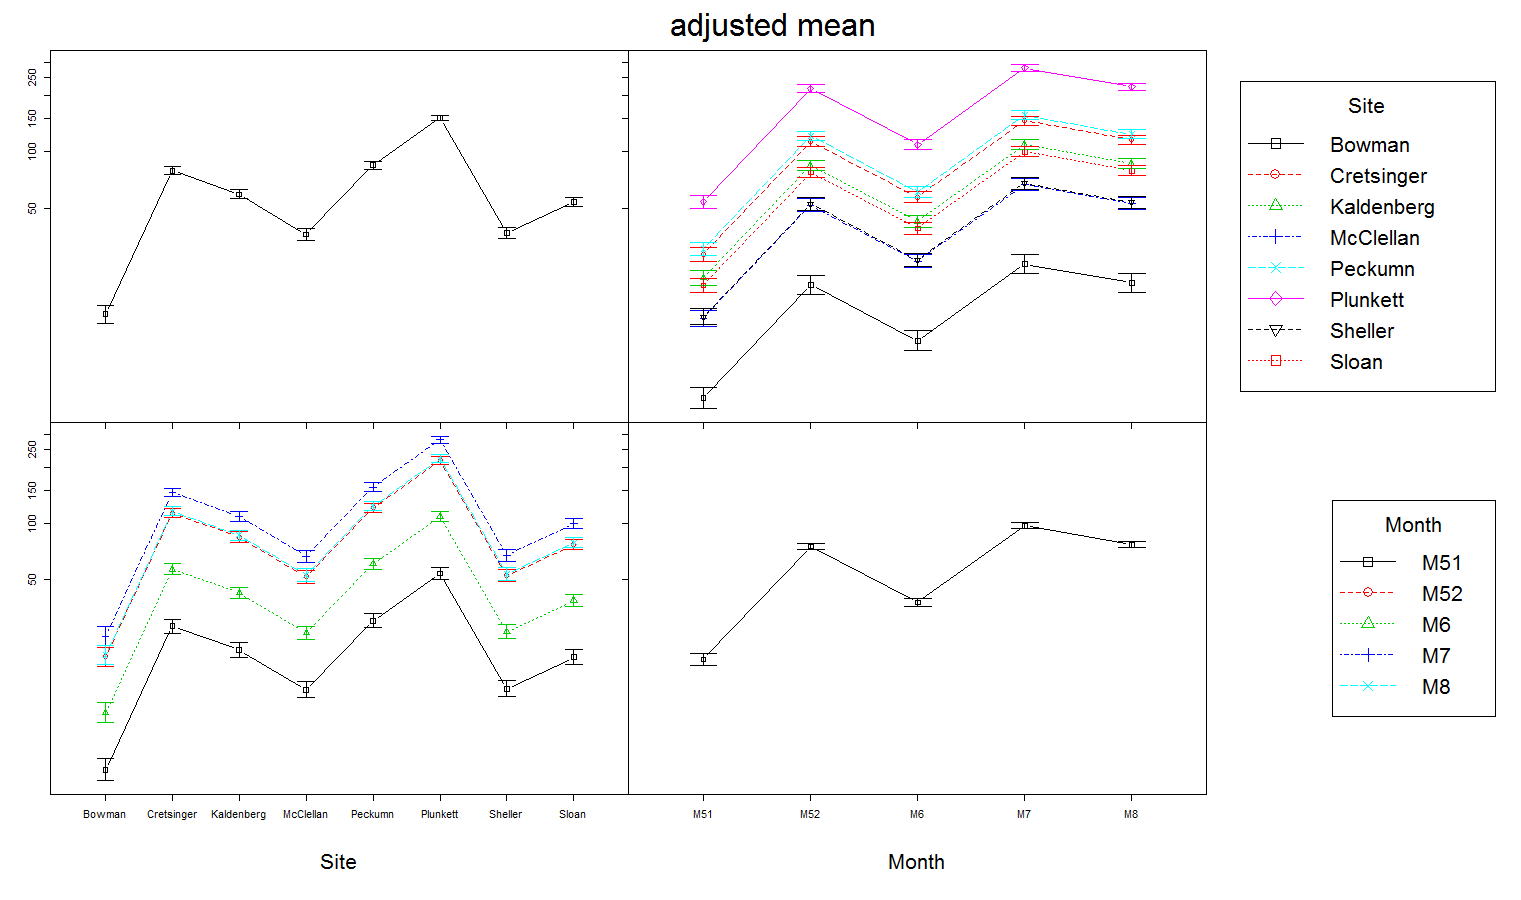 adjusted mean
250
150
100
50
Site
Bowman
Cretsinger
Kaldenberg
McClellan
Peckumn
Plunkett
Sheller
Sloan
250
150
100
50
Month
M51
M52
M6
M7
M8
Bowman Cretsinger Kaldenberg McClellan Peckumn Plunkett Sheller Sloan M51 M52 M6 M7 M8
Site Month